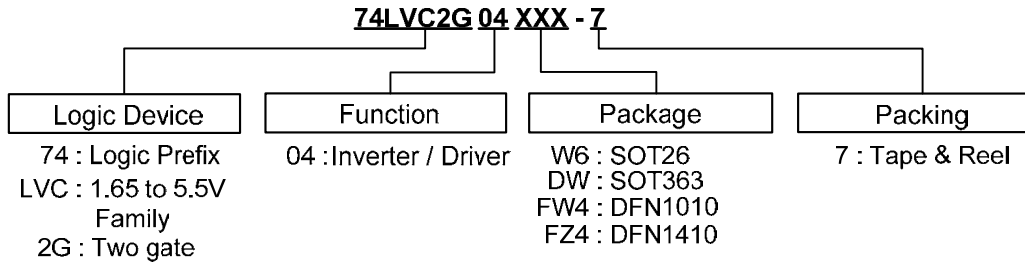 74LVC2G 04 XXX - 7
Logic Device
74 : Logic Prefix
LVC : 1.65 to 5.5V
Family
2G : Two gate
Function
04 :Inverter / Driver
Package
W6 : SOT26
DW : SOT363
FW4 : DFN1010
FZ4 : DFN1410
Packing
7 : Tape & Reel